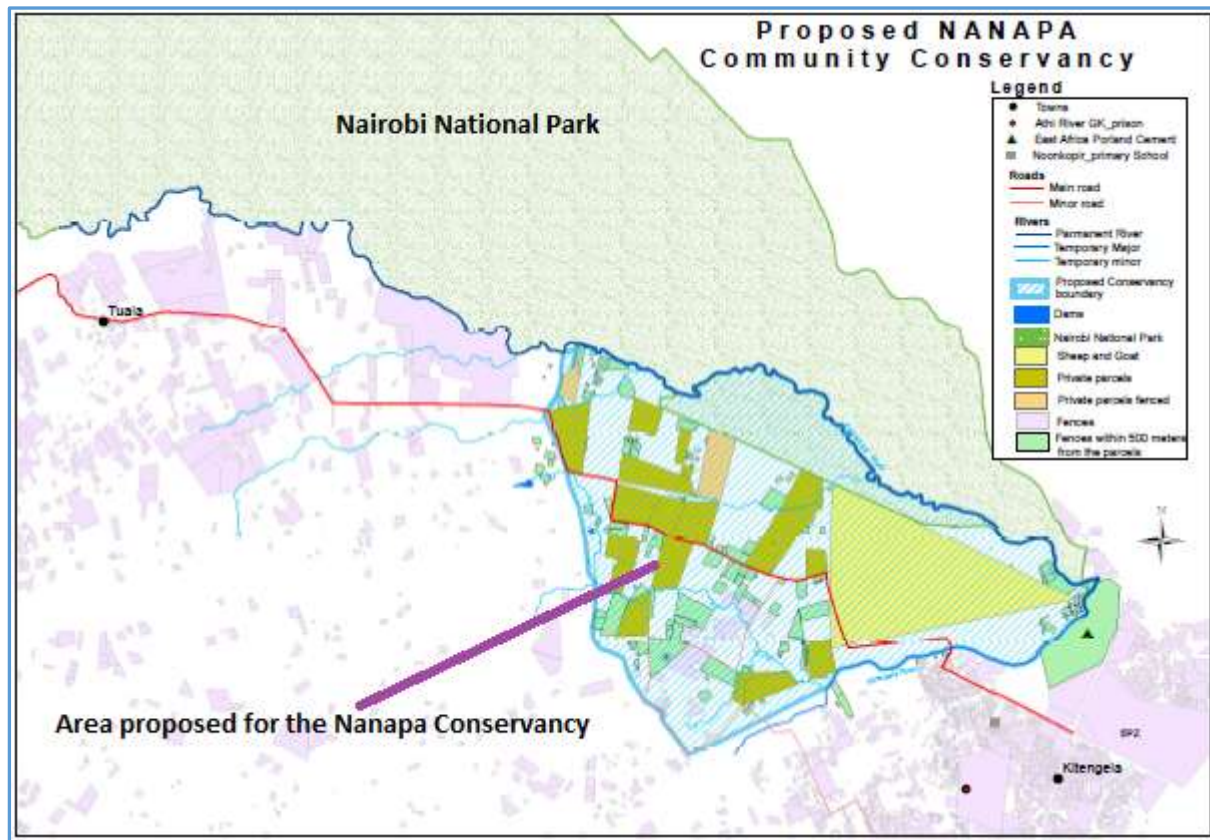 Proposed NANAPA
Community Conservancy
Legend
Towns
Athi River GK_prison
East Africa Porland Cement
Noonkopir_primary School
Roads
Main road
Minor road
Rivers
Permanent River
Temporary Major
Temporary minor
Proposed Conservancy
boundary
Dams
Nairobi National Park
Sheep and Goat
Private parcels
Private parcels fenced
Fences
Fences within 500 meters
from the parcels
Nairobi National Park
Tuala
N
Area proposed for the Nanapa Conservancy
EPZ
Kitengela